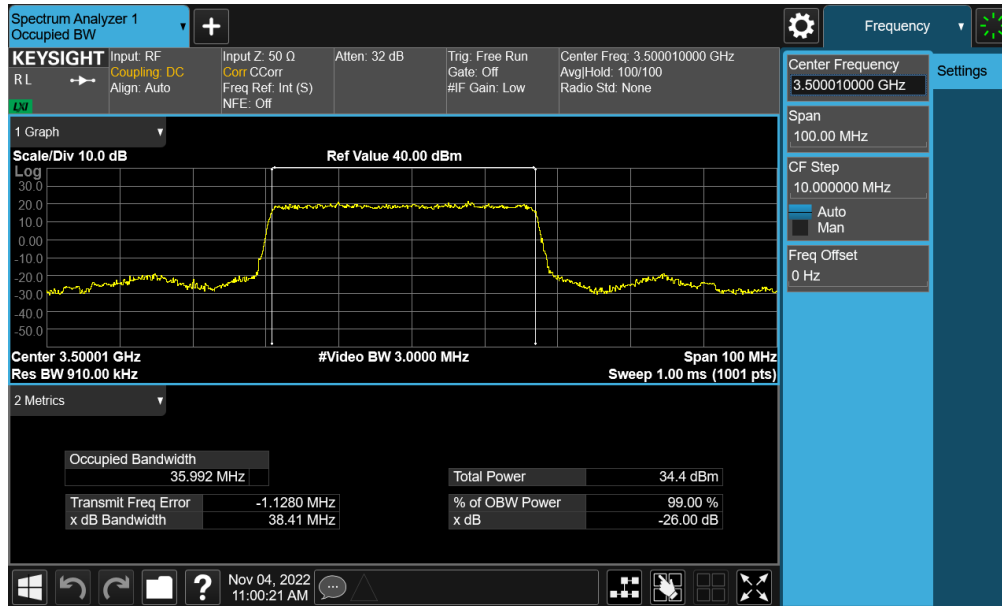 Spectrum Analyzer 1
Occupied BW
+
Frequency
KEYSIGHT
R L
LXI
Input: RF
Coupling: DC
Align: Auto
Input Z: 50 Ω
Corr CCorr
Freq Ref: Int (S)
NFE: Off
Atten: 32 dB
Trig: Free Run
Gate: Off
#IF Gain: Low
Center Freq: 3.500010000 GHz
Avg|Hold: 100/100
Radio Std: None
Center Frequency
3.500010000 GHz
Settings
Span
100.00 MHz
CF Step
10.000000 MHz
Auto
Man
Freq Offset
0 Hz
1 Graph
Scale/Div 10.0 dB
Ref Value 40.00 dBm
Log
30.0
20.0
10.0
0.00
-10.0
-20.0
-30.0
-40.0
-50.0
Center 3.50001 GHz
#Video BW 3.0000 MHz
Span 100 MHz
Res BW 910.00 kHz
Sweep 1.00 ms (1001 pts)
2 Metrics
Occupied Bandwidth
35.992 MHz
Total Power 34.4 dBm
Transmit Freq Error -1.1280 MHz
% of OBW Power 99.00 %
x dB Bandwidth 38.41 MHz
x dB -26.00 dB
?
Nov 04, 2022
11:00:21 AM